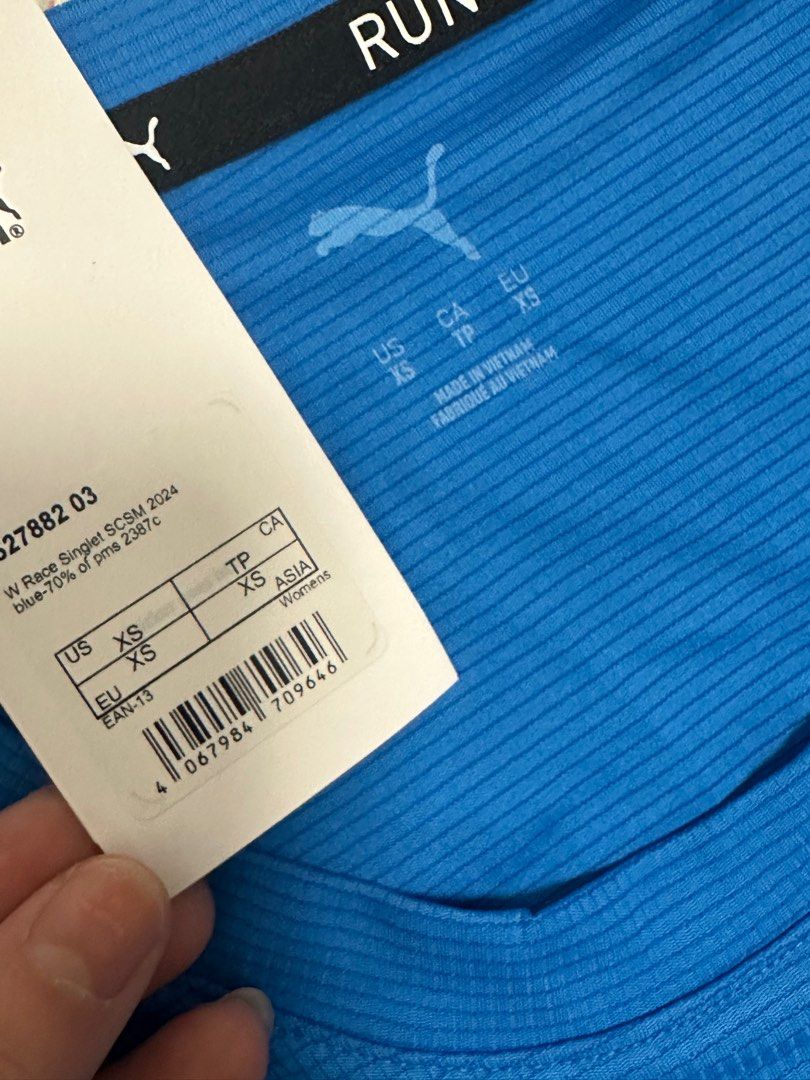 RUN
US CA EU
XS TP XS
MADE IN VIETNAM
FABRIQUÉ AU VIETNAM
®
527882 03
W Race Singlet SCSM 2024
blue-70% of pms 2387c
US XS TP CA
EU XS XS ASIA
Womens
EAN-13
4 067984 709646